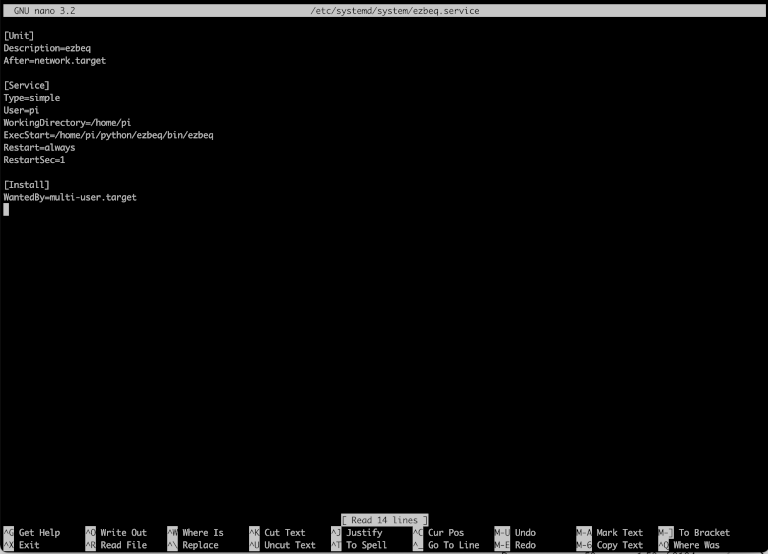 GNU nano 3.2 /etc/systemd/system/ezbeq.service
[Unit]
Description=ezbeq
After=network.target
[Service]
Type=simple
User=pi
WorkingDirectory=/home/pi
ExecStart=/home/pi/python/ezbeq/bin/ezbeq
Restart=always
RestartSec=1
[Install]
WantedBy=multi-user.target
[ Read 14 lines ]
^G Get Help ^O Write Out ^W Where Is ^K Cut Text ^J Justify ^C Cur Pos M-U Undo M-A Mark Text M-] To Bracket
^X Exit ^R Read File ^\ Replace ^U Uncut Text ^T To Spell ^_ Go To Line M-E Redo M-6 Copy Text ^Q Where Was